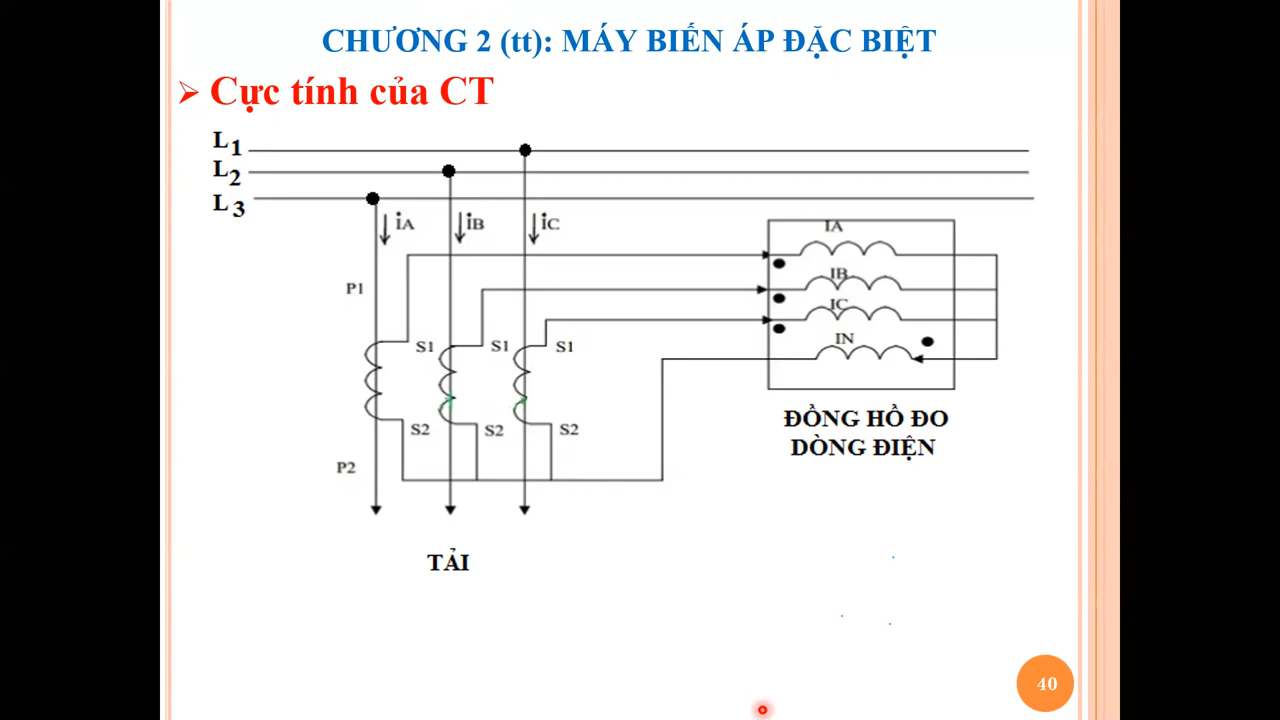 CHƯƠNG 2 (tt): MÁY BIẾN ÁP ĐẶC BIỆT
Cực tính của CT
L1
L2
L3
iA
iB
iC
IA
IB
IC
IN
P1
S1
S1
S1
S2
S2
S2
P2
ĐỒNG HỒ ĐO
DÒNG ĐIỆN
TẢI
40